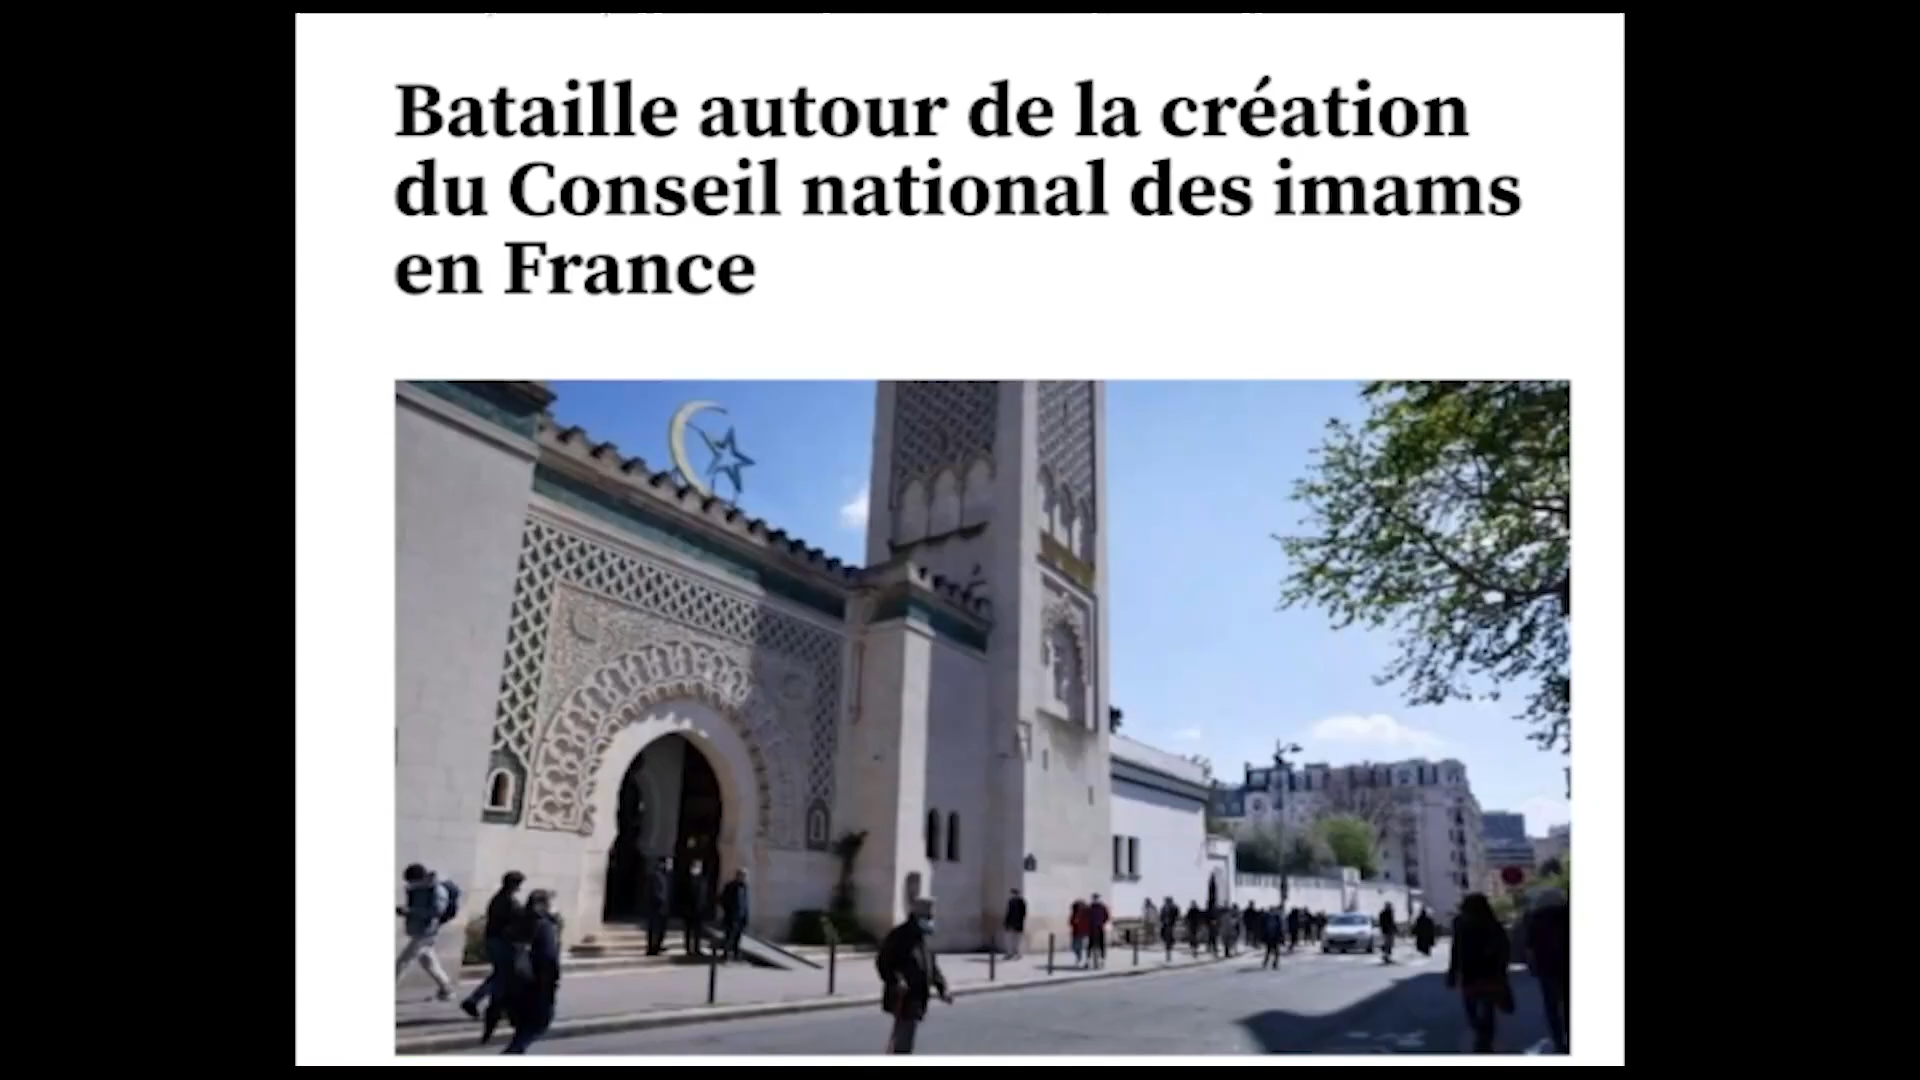 Bataille autour de la création
du Conseil national des imams
en France